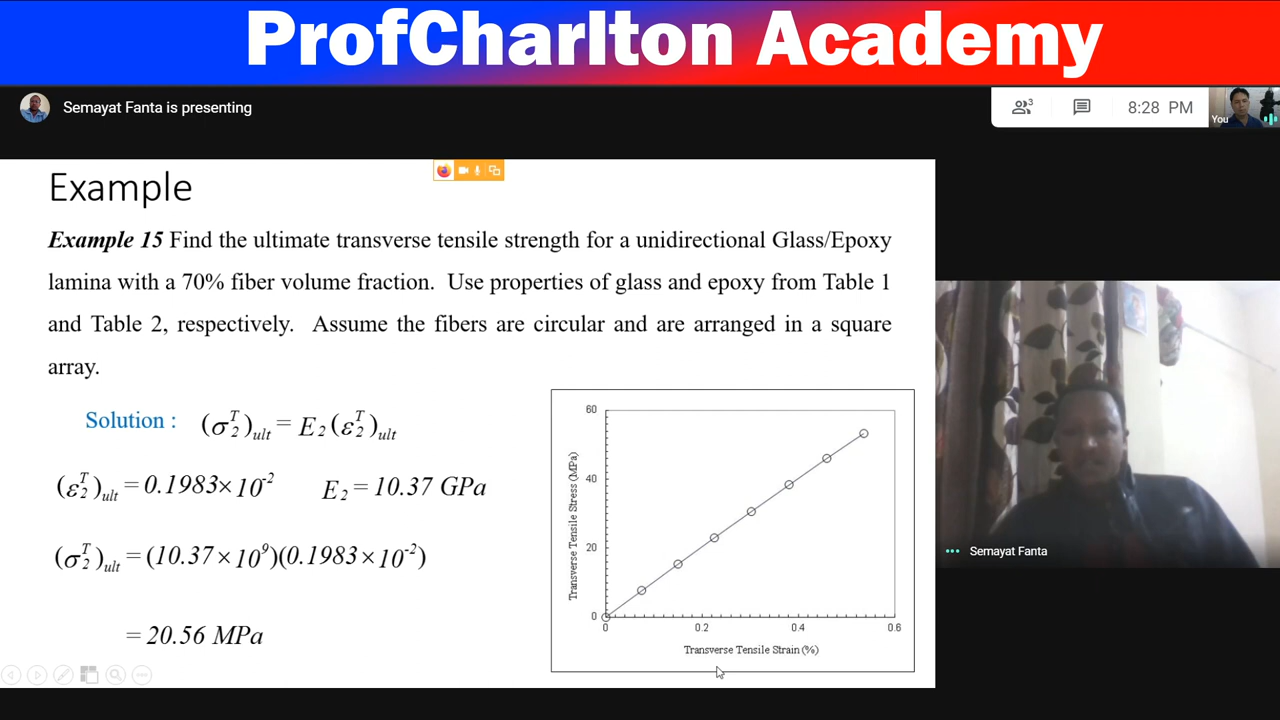 ProfCharlton Academy
Semayat Fanta is presenting
3
8:28 PM
You
Example
Example 15 Find the ultimate transverse tensile strength for a unidirectional Glass/Epoxy
lamina with a 70% fiber volume fraction. Use properties of glass and epoxy from Table 1
and Table 2, respectively. Assume the fibers are circular and are arranged in a square
array.
Solution : (σ₂ᵀ)ult = E₂(ε₂ᵀ)ult
(ε₂ᵀ)ult = 0.1983×10⁻² E₂ = 10.37 GPa
(σ₂ᵀ)ult = (10.37 × 10⁹)(0.1983×10⁻²)
= 20.56 MPa
Transverse Tensile Stress (MPa)
60
40
20
0
0 0.2 0.4 0.6
Transverse Tensile Strain (%)
Semayat Fanta